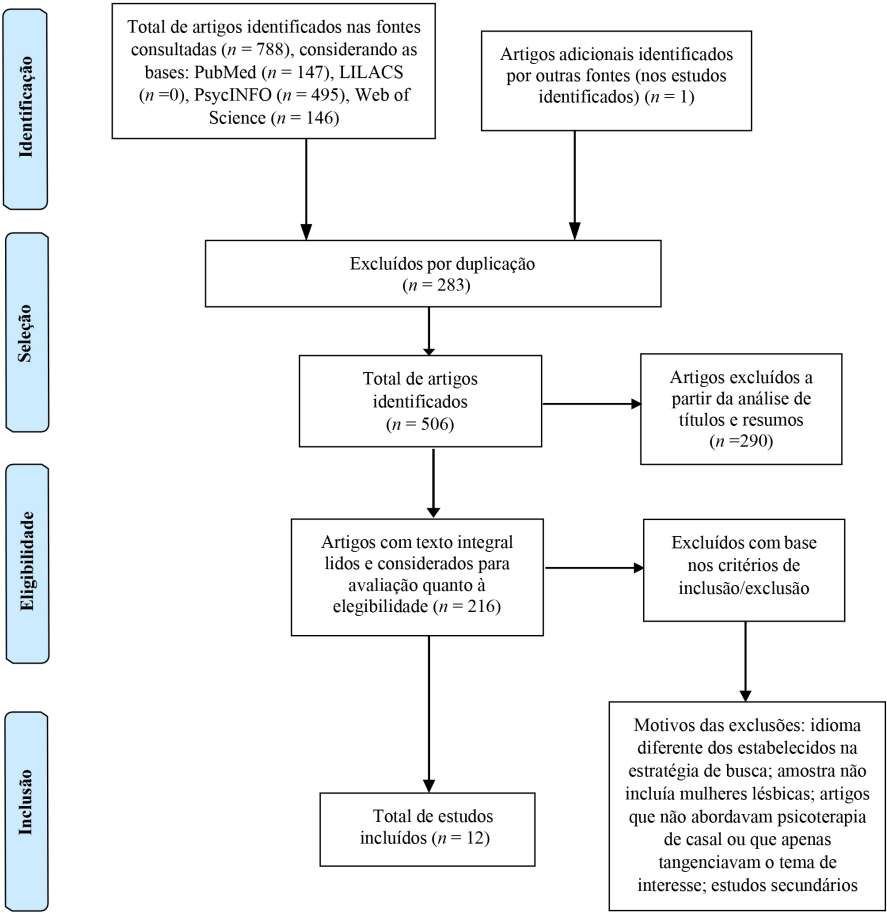 Identificação
Total de artigos identificados nas fontes
consultadas (n = 788), considerando as
bases: PubMed (n = 147), LILACS
(n =0), PsycINFO (n = 495), Web of
Science (n = 146)
Artigos adicionais identificados
por outras fontes (nos estudos
identificados) (n = 1)
Seleção
Excluídos por duplicação
(n = 283)
Total de artigos
identificados
(n = 506)
Artigos excluídos a
partir da análise de
títulos e resumos
(n =290)
Eligibilidade
Artigos com texto integral
lidos e considerados para
avaliação quanto à
elegibilidade (n = 216)
Excluídos com base
nos critérios de
inclusão/exclusão
Inclusão
Total de estudos
incluídos (n = 12)
Motivos das exclusões: idioma
diferente dos estabelecidos na
estratégia de busca; amostra não
incluía mulheres lésbicas; artigos
que não abordavam psicoterapia
de casal ou que apenas
tangenciavam o tema de
interesse; estudos secundários